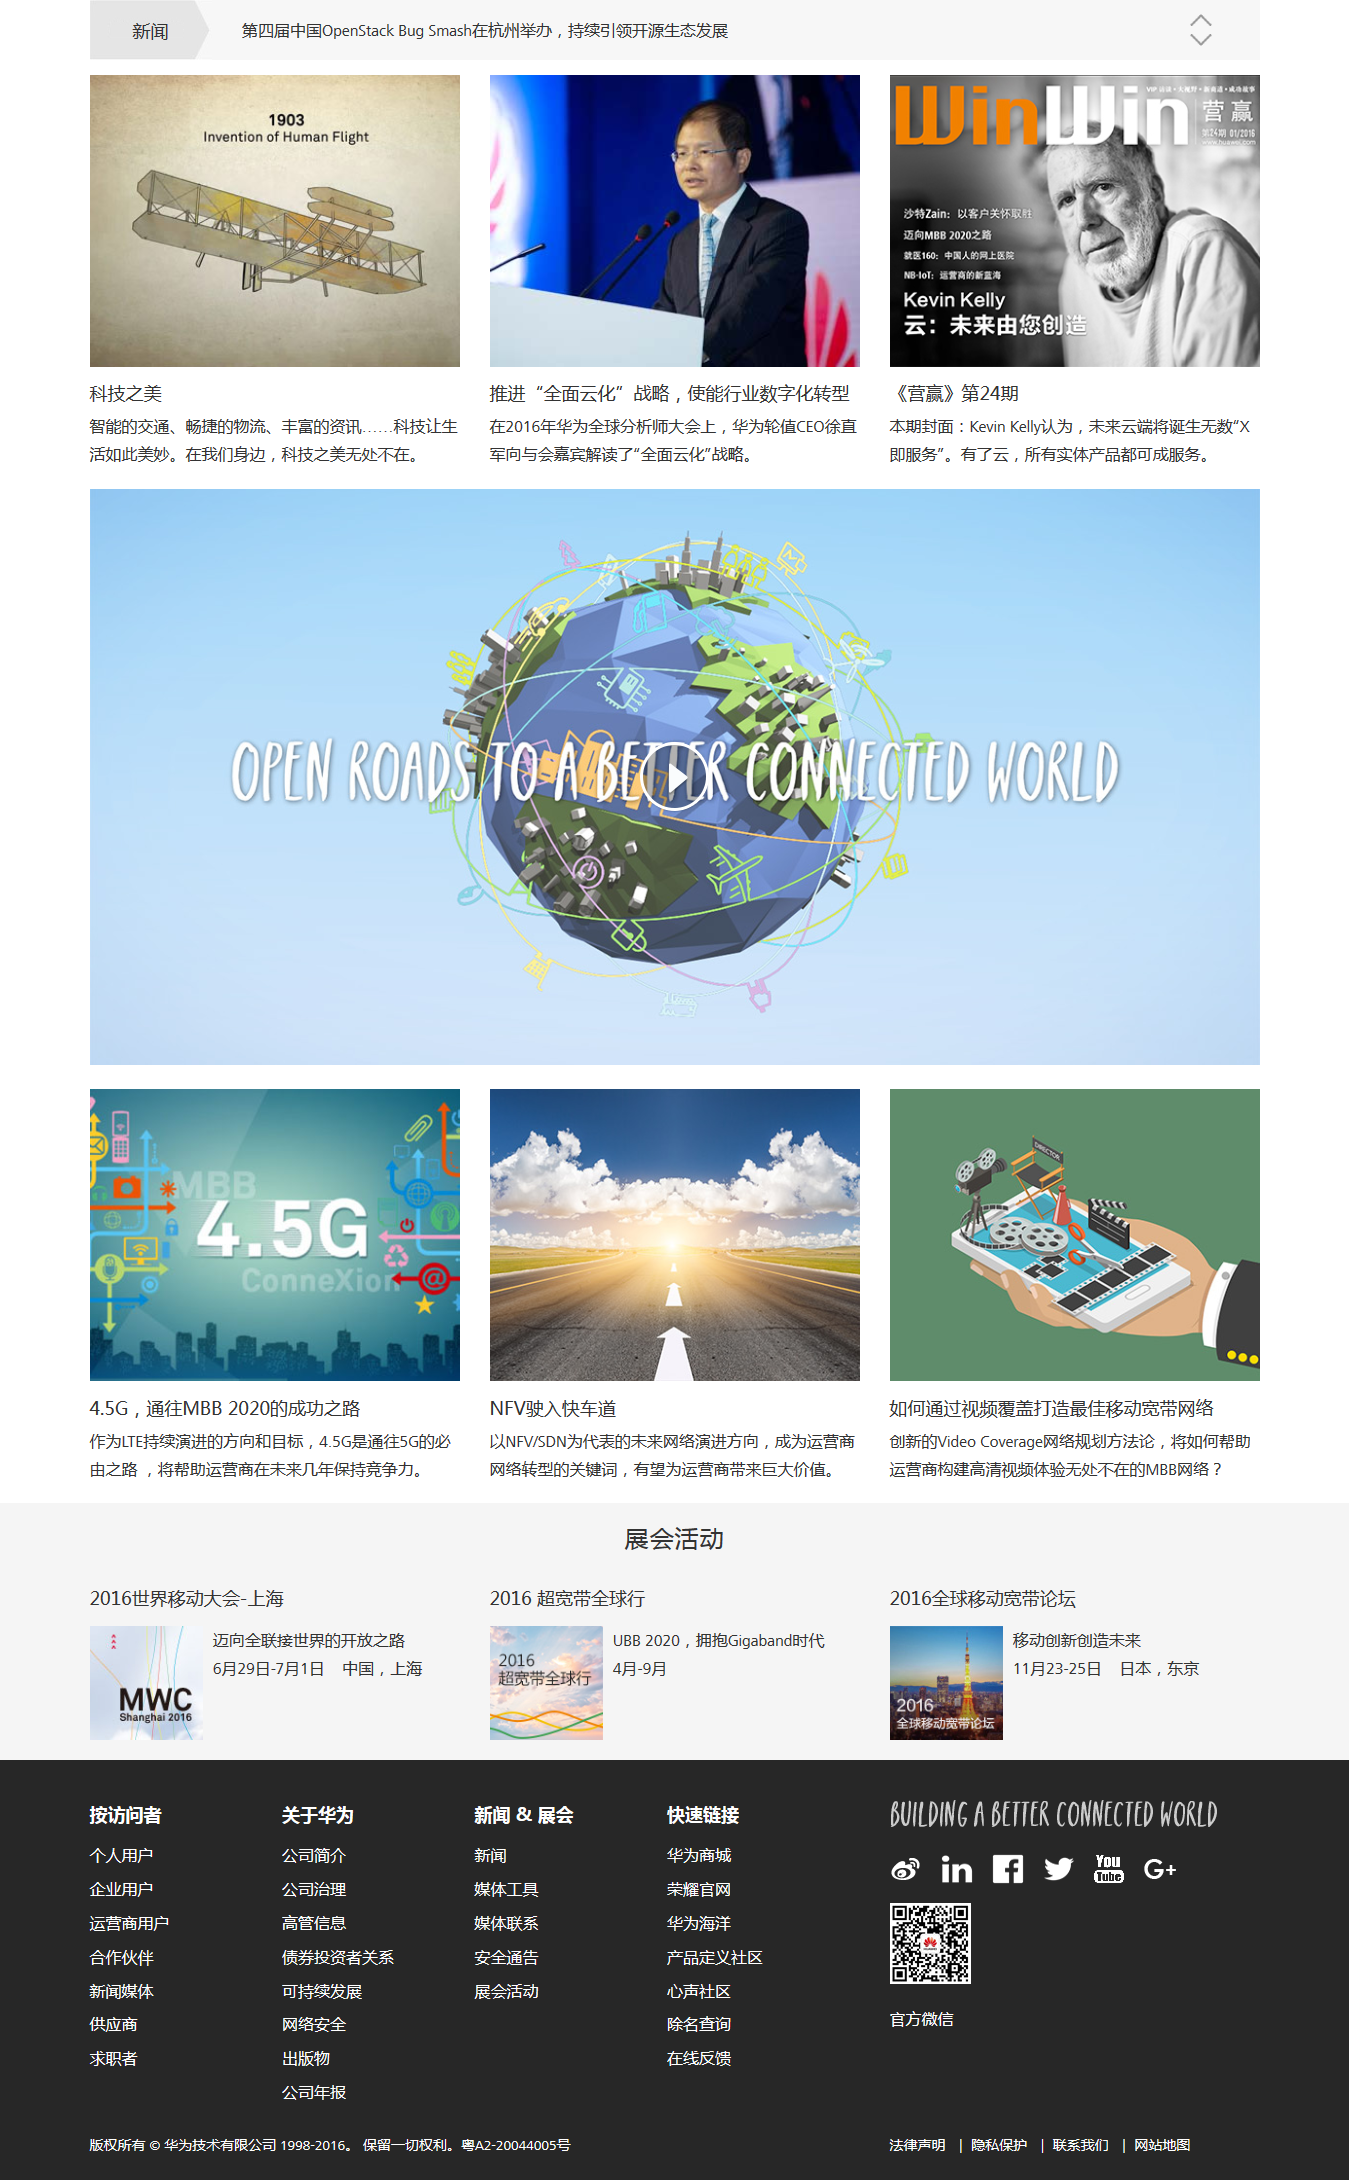 新闻
第四届中国OpenStack Bug Smash在杭州举办，持续引领开源生态发展
1903
Invention of Human Flight
WinWin
VIP访谈 • 大视野 • 新商道 • 成功故事
营赢
第24期 01/2016
www.huawei.com
沙特Zain：以客户关怀取胜
迈向MBB 2020之路
就医160：中国人的网上医院
NB-IoT：运营商的新蓝海
Kevin Kelly
云：未来由您创造
科技之美
智能的交通、畅捷的物流、丰富的资讯……科技让生
活如此美妙。在我们身边，科技之美无处不在。
推进“全面云化”战略，使能行业数字化转型
在2016年华为全球分析师大会上，华为轮值CEO徐直
军向与会嘉宾解读了“全面云化”战略。
《营赢》第24期
本期封面：Kevin Kelly认为，未来云端将诞生无数“X
即服务”。有了云，所有实体产品都可成服务。
OPEN ROADS TO A BETTER CONNECTED WORLD
MBB
4.5G
ConneXion
DIRECTOR
4.5G，通往MBB 2020的成功之路
作为LTE持续演进的方向和目标，4.5G是通往5G的必
由之路 ，将帮助运营商在未来几年保持竞争力。
NFV驶入快车道
以NFV/SDN为代表的未来网络演进方向，成为运营商
网络转型的关键词，有望为运营商带来巨大价值。
如何通过视频覆盖打造最佳移动宽带网络
创新的Video Coverage网络规划方法论，将如何帮助
运营商构建高清视频体验无处不在的MBB网络？
展会活动
2016世界移动大会-上海
MWC
Shanghai 2016
迈向全联接世界的开放之路
6月29日-7月1日 中国，上海
2016 超宽带全球行
2016
超宽带全球行
UBB 2020，拥抱Gigaband时代
4月-9月
2016全球移动宽带论坛
2016
全球移动宽带论坛
移动创新创造未来
11月23-25日 日本，东京
按访问者
个人用户
企业用户
运营商用户
合作伙伴
新闻媒体
供应商
求职者
关于华为
公司简介
公司治理
高管信息
债券投资者关系
可持续发展
网络安全
出版物
公司年报
新闻 & 展会
新闻
媒体工具
媒体联系
安全通告
展会活动
快速链接
华为商城
荣耀官网
华为海洋
产品定义社区
心声社区
除名查询
在线反馈
BUILDING A BETTER CONNECTED WORLD
in
You
Tube
G+
官方微信
版权所有 © 华为技术有限公司 1998-2016。 保留一切权利。粤A2-20044005号
法律声明 | 隐私保护 | 联系我们 | 网站地图